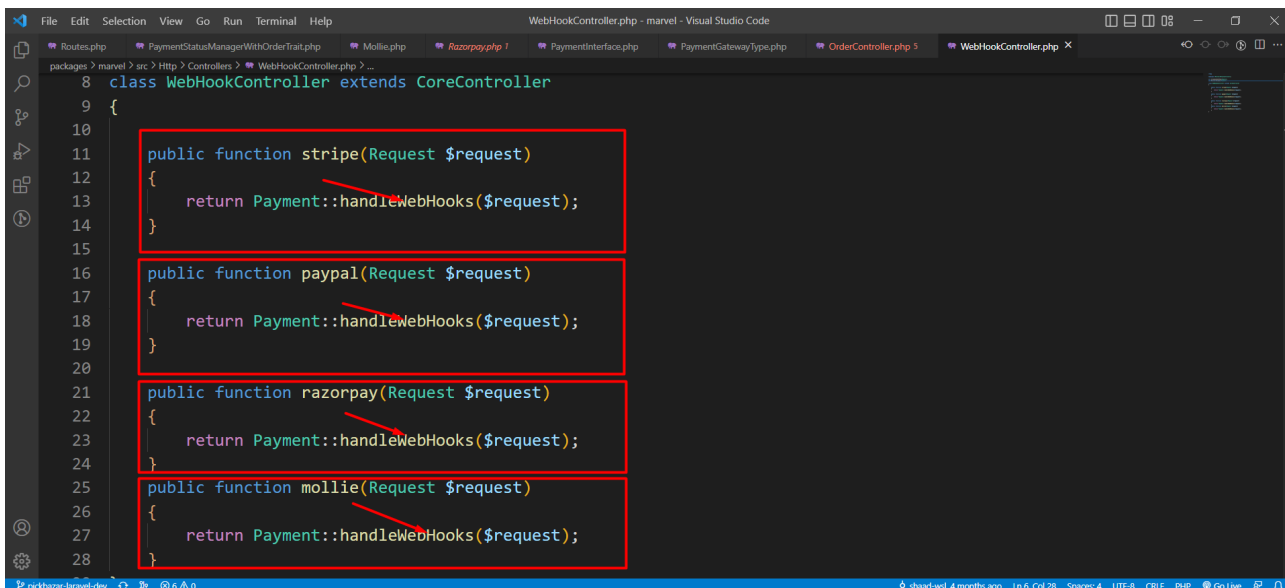 File Edit Selection View Go Run Terminal Help WebHookController.php - marvel - Visual Studio Code
Routes.php PaymentStatusManagerWithOrderTrait.php Mollie.php Razorpay.php 1 PaymentInterface.php PaymentGatewayType.php OrderController.php 5 WebHookController.php
packages > marvel > src > Http > Controllers > WebHookController.php > ...
8 class WebHookController extends CoreController
9 {
10
11 public function stripe(Request $request)
12 {
13 return Payment::handleWebHooks($request);
14 }
15
16 public function paypal(Request $request)
17 {
18 return Payment::handleWebHooks($request);
19 }
20
21 public function razorpay(Request $request)
22 {
23 return Payment::handleWebHooks($request);
24 }
25 public function mollie(Request $request)
26 {
27 return Payment::handleWebHooks($request);
28 }
pickbazar-laravel-dev 6 0 shaad-wsl, 4 months ago Ln 6, Col 28 Spaces: 4 UTF-8 CRLF PHP Go Live